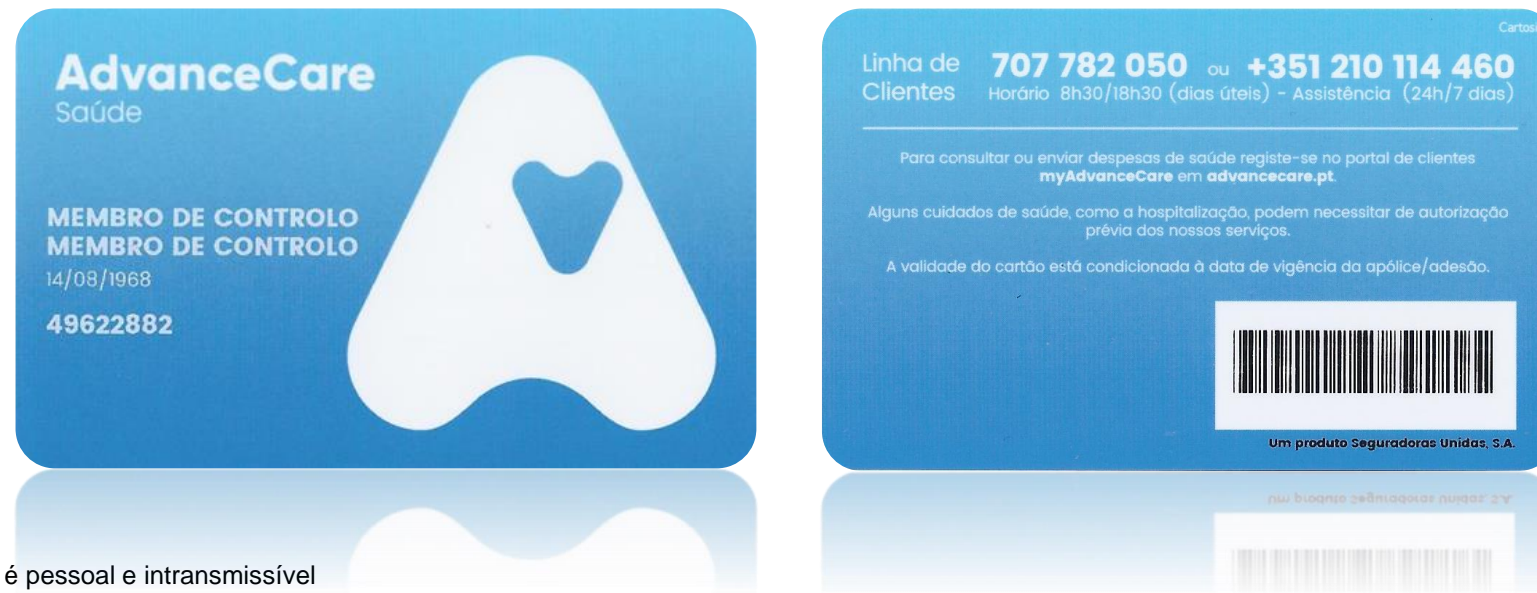 AdvanceCare
Saúde
MEMBRO DE CONTROLO
MEMBRO DE CONTROLO
14/08/1968
49622882
Linha de Clientes
707 782 050 ou +351 210 114 460
Horário 8h30/18h30 (dias úteis) - Assistência (24h/7 dias)
Para consultar ou enviar despesas de saúde registe-se no portal de clientes
myAdvanceCare em advancecare.pt.
Alguns cuidados de saúde, como a hospitalização, podem necessitar de autorização
prévia dos nossos serviços.
A validade do cartão está condicionada à data de vigência da apólice/adesão.
Um produto Seguradoras Unidas, S.A.
é pessoal e intransmissível